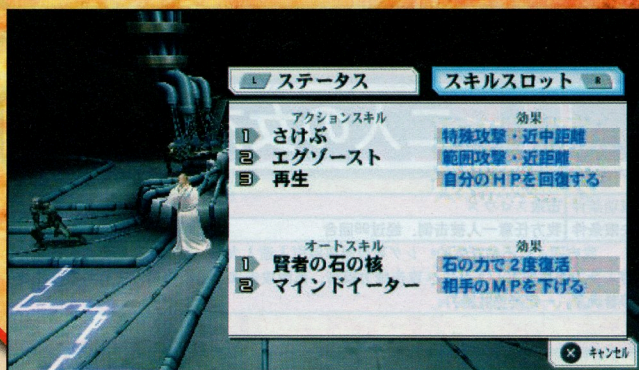 L ステータス
スキルスロット R
アクションスキル 効果
1 さけぶ 特殊攻撃・近中距離
2 エグゾースト 範囲攻撃・近距離
3 再生 自分のHPを回復する
オートスキル 効果
1 賢者の石の核 石の力で2度復活
2 マインドイーター 相手のMPを下げる
キャンセル